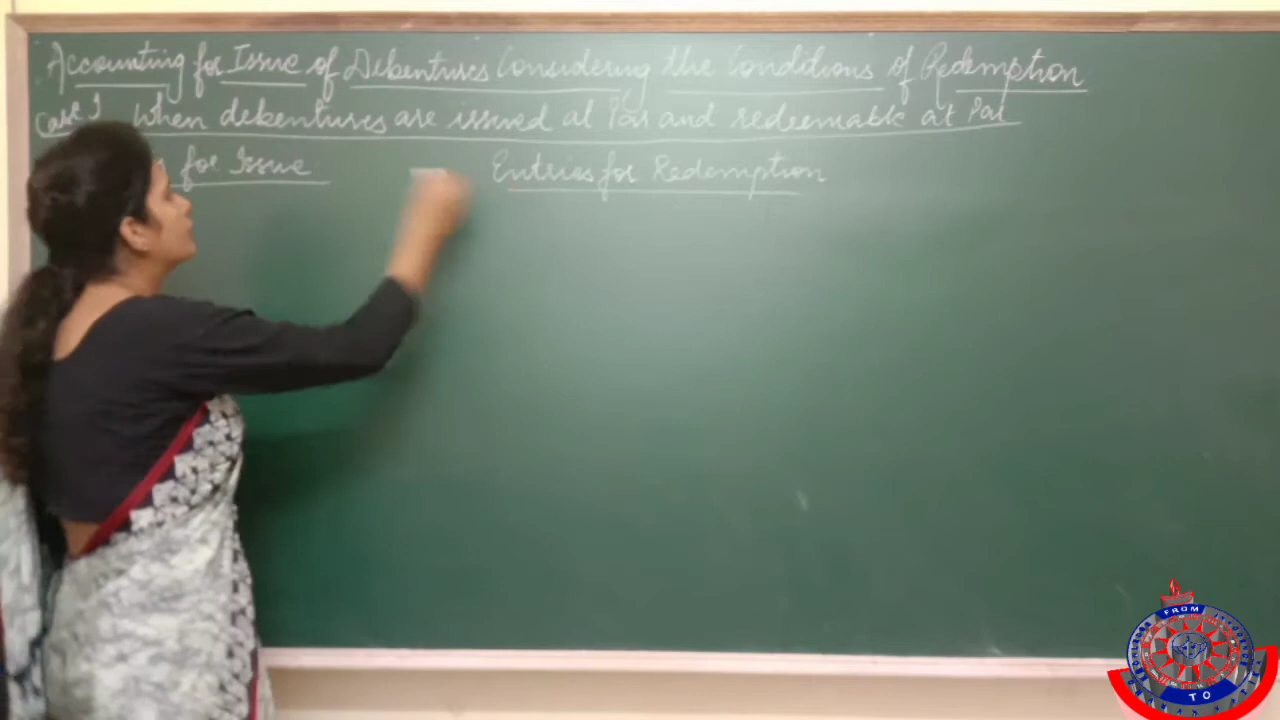 Accounting for Issue of Debentures Considering the Conditions of Redemption
Case I When debentures are issued at Par and redeemable at Par
for Issue Entries for Redemption
FROM
TO